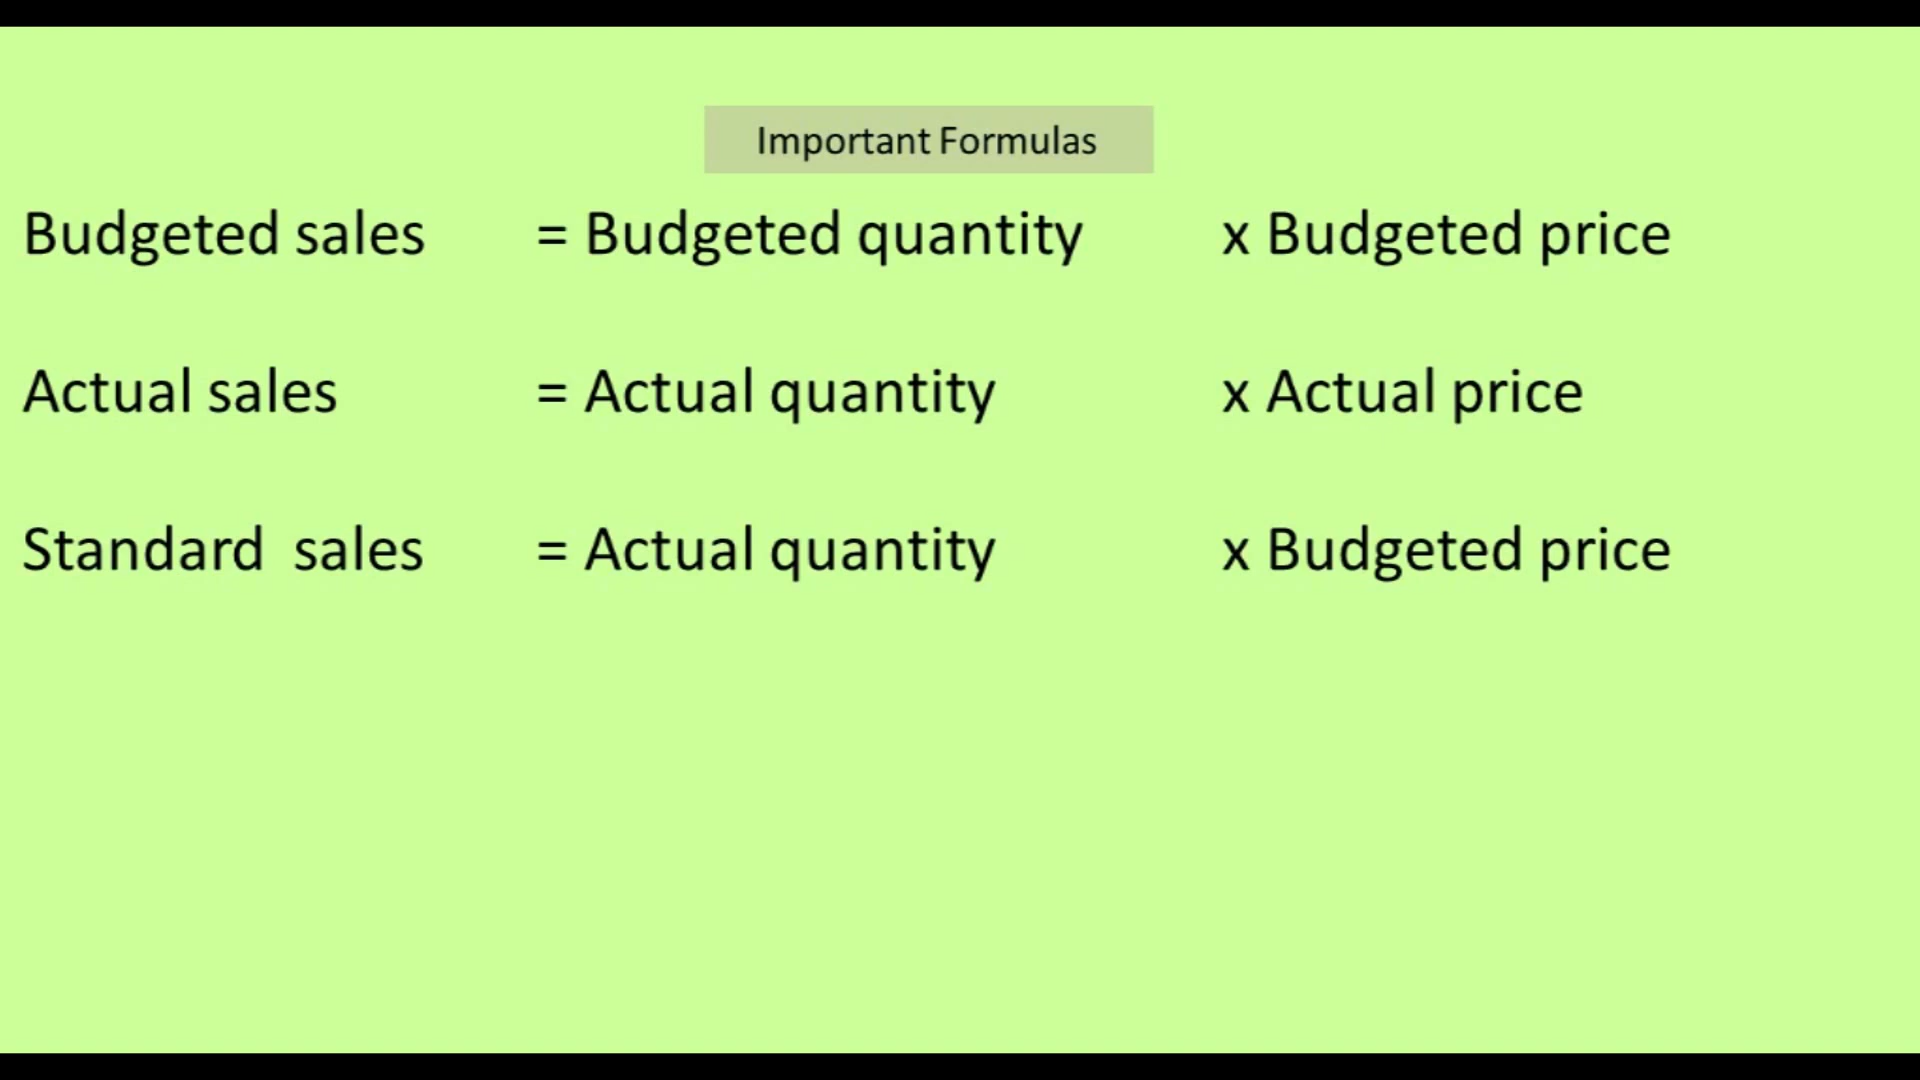 Important Formulas
Budgeted sales = Budgeted quantity x Budgeted price
Actual sales = Actual quantity x Actual price
Standard sales = Actual quantity x Budgeted price